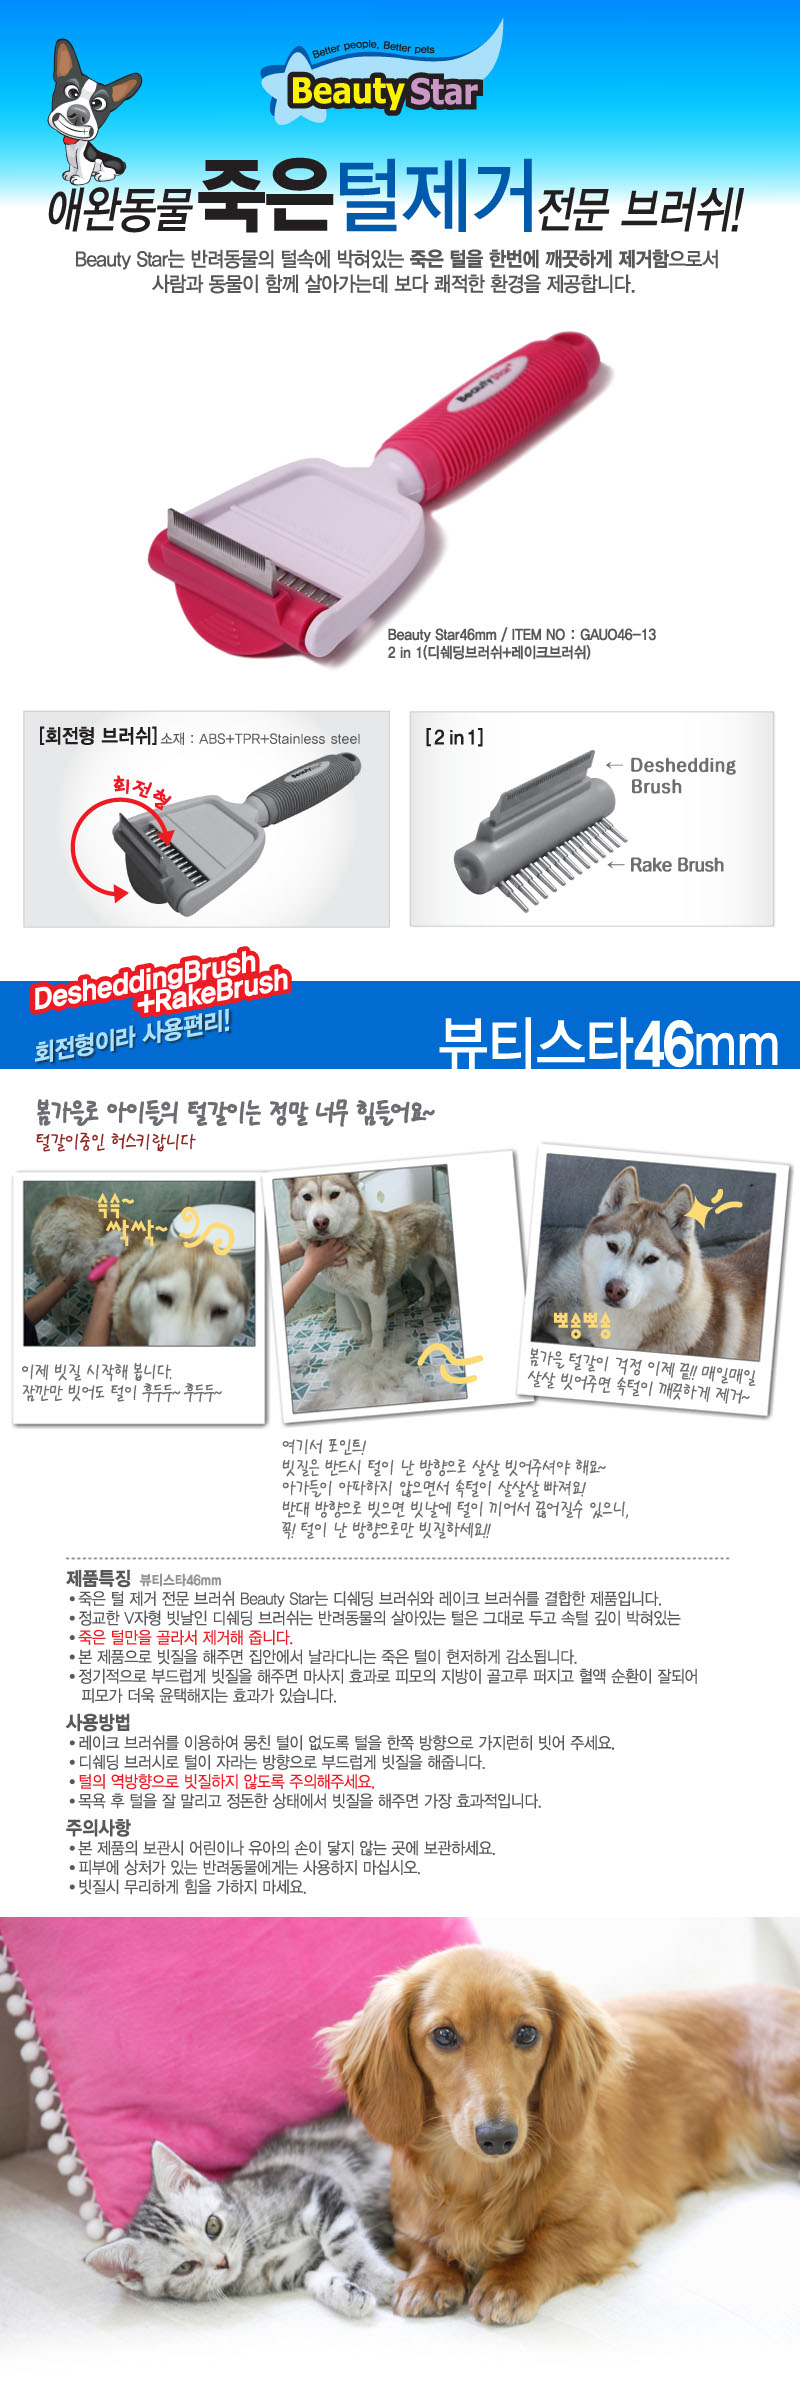 Better people, Better pets
Beauty Star
애완동물 죽은털제거전문 브러쉬!
Beauty Star는 반려동물의 털속에 박혀있는 죽은 털을 한번에 깨끗하게 제거함으로서
사람과 동물이 함께 살아가는데 보다 쾌적한 환경을 제공합니다.
BeautyStar
Beauty Star46mm / ITEM NO : GAUO46-13
2 in 1(디쉐딩브러쉬+레이크브러쉬)
[회전형 브러쉬] 소재 : ABS+TPR+Stainless steel
회전형
BeautyStar
[2 in 1]
← Deshedding
Brush
← Rake Brush
DesheddingBrush
+RakeBrush
회전형이라 사용편리!
뷰티스타46mm
봄가을로 아이들의 털갈이는 정말 너무 힘들어요~
털갈이중인 허스키랍니다
슥슥~
싹싹~
이제 빗질 시작해 봅니다.
잠깐만 빗어도 털이 후두두~ 후두두~
뽀송뽀송
봄가을 털갈이 걱정 이제 끝!! 매일매일
살살 빗어주면 속털이 깨끗하게 제거~
여기서 포인트!
빗질은 반드시 털이 난 방향으로 살살 빗어주셔야 해요~
아가들이 아파하지 않으면서 속털이 살살살 빠져요!
반대 방향으로 빗으면 빗날에 털이 끼어서 끊어질수 있으니,
꼭! 털이 난 방향으로만 빗질하세요!!
제품특징 뷰티스타46mm
• 죽은 털 제거 전문 브러쉬 Beauty Star는 디쉐딩 브러쉬와 레이크 브러쉬를 결합한 제품입니다.
• 정교한 V자형 빗날인 디쉐딩 브러쉬는 반려동물의 살아있는 털은 그대로 두고 속털 깊이 박혀있는
• 죽은 털만을 골라서 제거해 줍니다.
• 본 제품으로 빗질을 해주면 집안에서 날라다니는 죽은 털이 현저하게 감소됩니다.
• 정기적으로 부드럽게 빗질을 해주면 마사지 효과로 피모의 지방이 골고루 퍼지고 혈액 순환이 잘되어
피모가 더욱 윤택해지는 효과가 있습니다.
사용방법
• 레이크 브러쉬를 이용하여 뭉친 털이 없도록 털을 한쪽 방향으로 가지런히 빗어 주세요.
• 디쉐딩 브러시로 털이 자라는 방향으로 부드럽게 빗질을 해줍니다.
• 털의 역방향으로 빗질하지 않도록 주의해주세요.
• 목욕 후 털을 잘 말리고 정돈한 상태에서 빗질을 해주면 가장 효과적입니다.
주의사항
• 본 제품의 보관시 어린이나 유아의 손이 닿지 않는 곳에 보관하세요.
• 피부에 상처가 있는 반려동물에게는 사용하지 마십시오.
• 빗질시 무리하게 힘을 가하지 마세요.